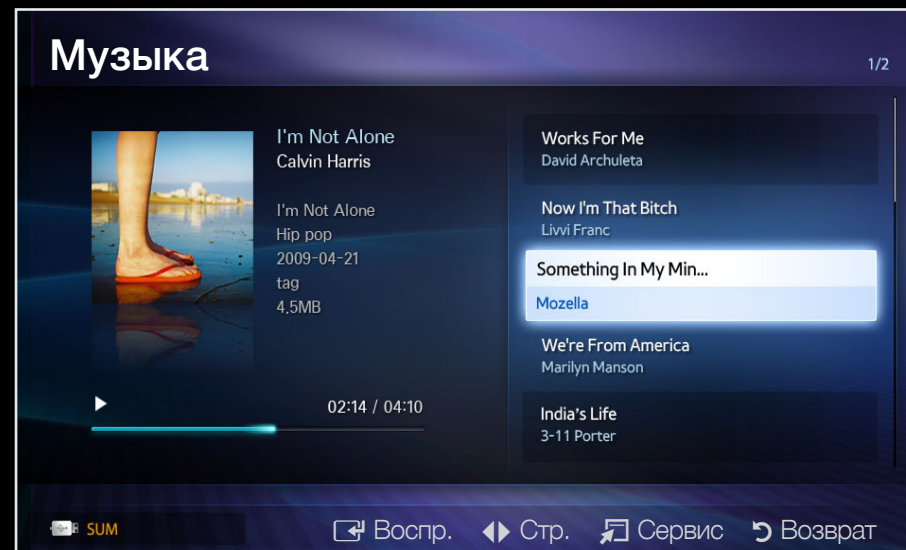 Музыка
1/2
I'm Not Alone
Calvin Harris
I'm Not Alone
Hip pop
2009-04-21
tag
4,5MB
02:14 / 04:10
Works For Me
David Archuleta
Now I'm That Bitch
Livvi Franc
Something In My Min...
Mozella
We're From America
Marilyn Manson
India's Life
3-11 Porter
SUM
Воспр. Стр. Сервис Возврат